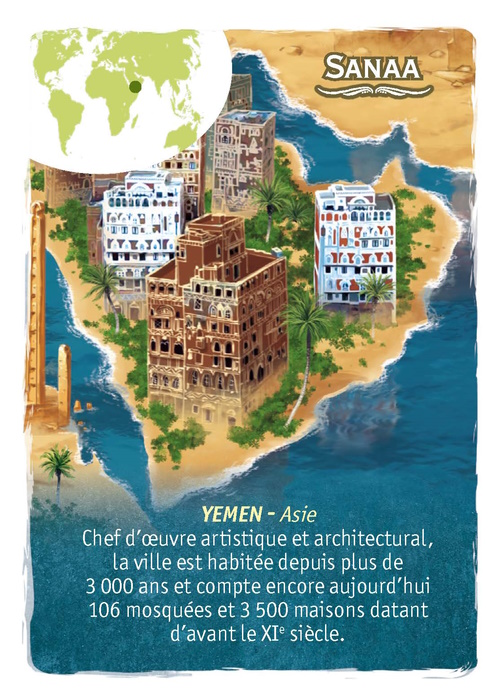 SANAA
YEMEN - Asie
Chef d'œuvre artistique et architectural,
la ville est habitée depuis plus de
3 000 ans et compte encore aujourd'hui
106 mosquées et 3 500 maisons datant
d'avant le XIᵉ siècle.